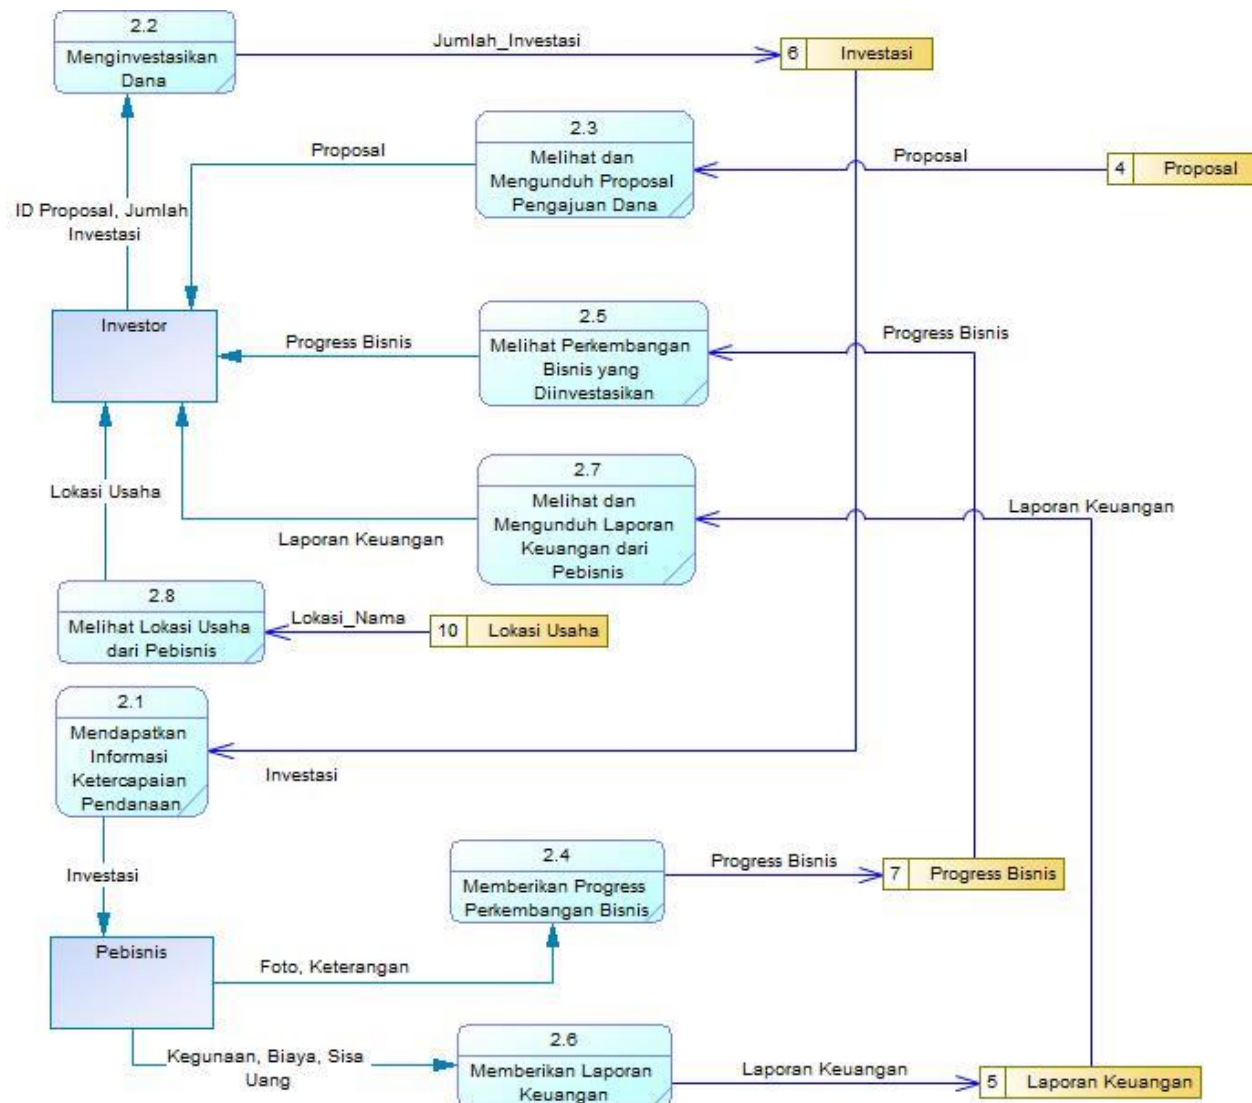 2.2
Menginvestasikan
Dana
Jumlah_Investasi
6 Investasi
2.3
Melihat dan
Mengunduh Proposal
Pengajuan Dana
Proposal
Proposal
4 Proposal
ID Proposal, Jumlah
Investasi
Investor
2.5
Melihat Perkembangan
Bisnis yang
Diinvestasikan
Progress Bisnis
Progress Bisnis
Lokasi Usaha
2.7
Melihat dan
Mengunduh Laporan
Keuangan dari
Pebisnis
Laporan Keuangan
Laporan Keuangan
2.8
Melihat Lokasi Usaha
dari Pebisnis
Lokasi_Nama
10 Lokasi Usaha
2.1
Mendapatkan
Informasi
Ketercapaian
Pendanaan
Investasi
Investasi
2.4
Memberikan Progress
Perkembangan Bisnis
Progress Bisnis
7 Progress Bisnis
Pebisnis
Foto, Keterangan
Kegunaan, Biaya, Sisa
Uang
2.6
Memberikan Laporan
Keuangan
Laporan Keuangan
5 Laporan Keuangan